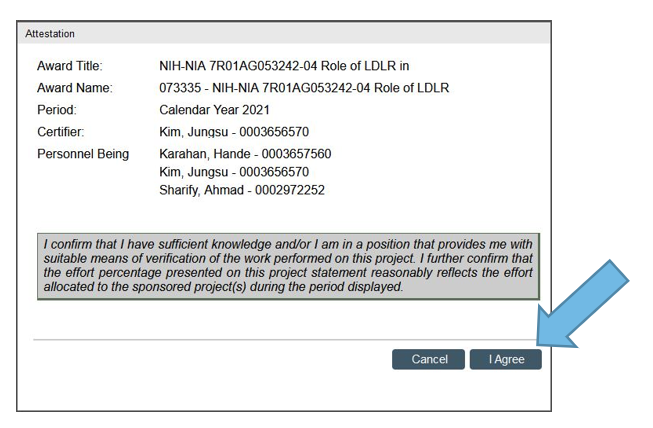 Attestation
Award Title: NIH-NIA 7R01AG053242-04 Role of LDLR in
Award Name: 073335 - NIH-NIA 7R01AG053242-04 Role of LDLR
Period: Calendar Year 2021
Certifier: Kim, Jungsu - 0003656570
Personnel Being Karahan, Hande - 0003657560
Kim, Jungsu - 0003656570
Sharify, Ahmad - 0002972252
I confirm that I have sufficient knowledge and/or I am in a position that provides me with
suitable means of verification of the work performed on this project. I further confirm that
the effort percentage presented on this project statement reasonably reflects the effort
allocated to the sponsored project(s) during the period displayed.
Cancel I Agree